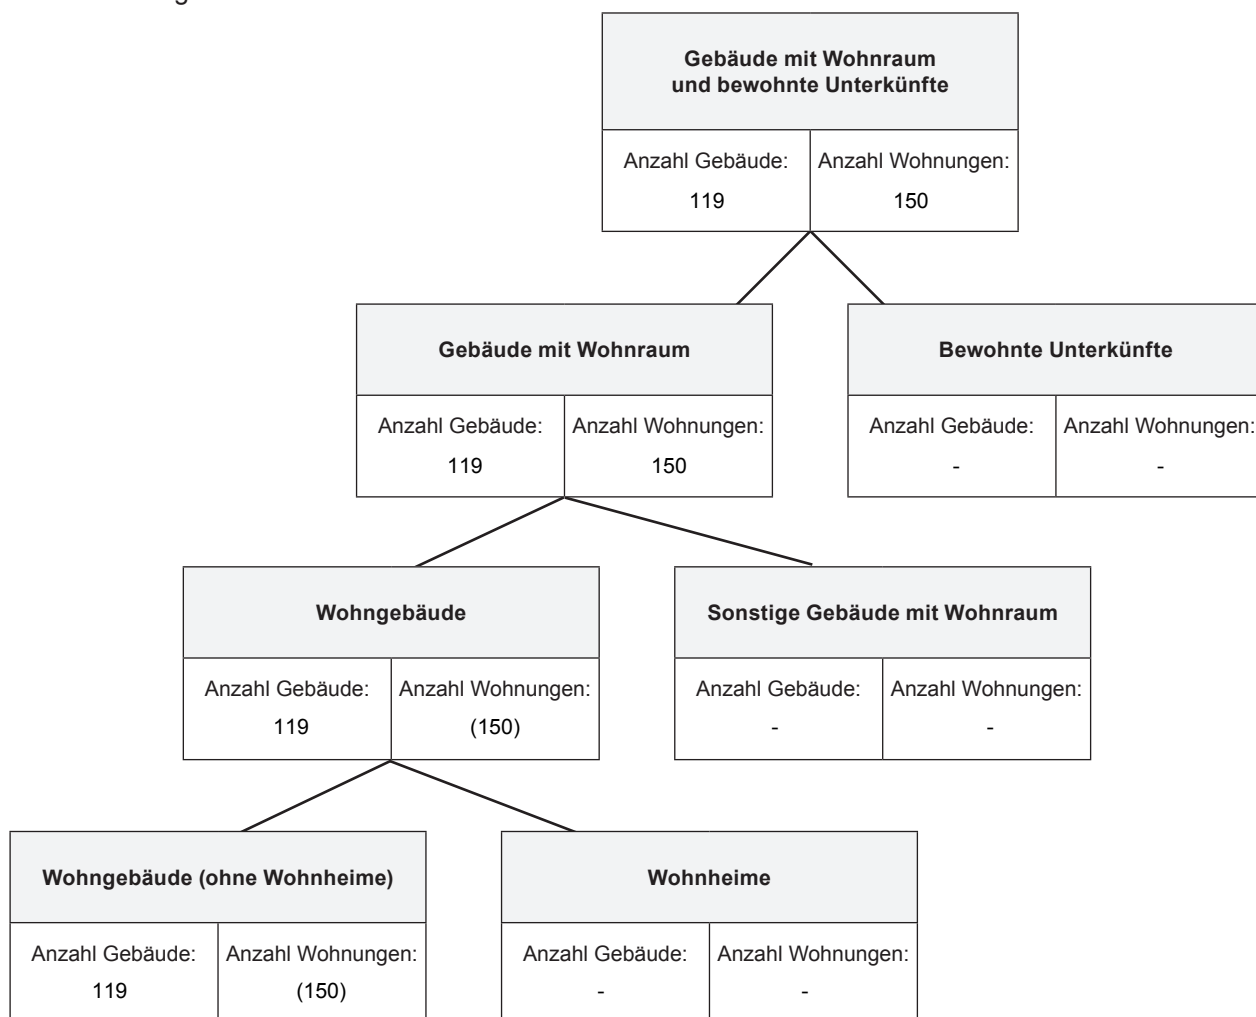 Gebäude mit Wohnraum
und bewohnte Unterkünfte
Anzahl Gebäude: Anzahl Wohnungen:
119 150
Gebäude mit Wohnraum Bewohnte Unterkünfte
Anzahl Gebäude: Anzahl Wohnungen: Anzahl Gebäude: Anzahl Wohnungen:
119 150 - -
Wohngebäude Sonstige Gebäude mit Wohnraum
Anzahl Gebäude: Anzahl Wohnungen: Anzahl Gebäude: Anzahl Wohnungen:
119 (150) - -
Wohngebäude (ohne Wohnheime) Wohnheime
Anzahl Gebäude: Anzahl Wohnungen: Anzahl Gebäude: Anzahl Wohnungen:
119 (150) - -